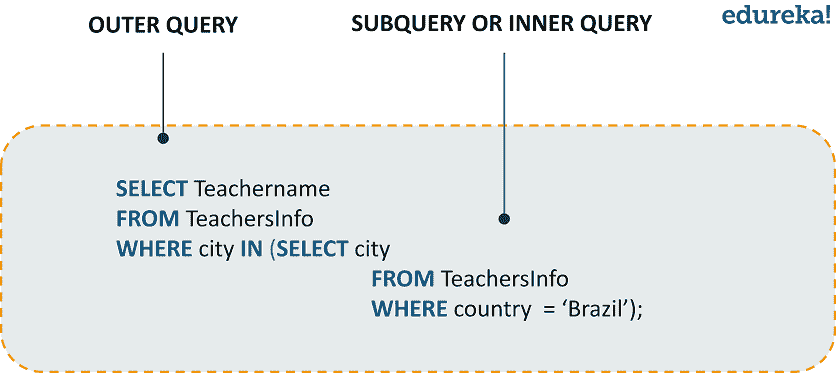 edureka!
OUTER QUERY
SUBQUERY OR INNER QUERY
SELECT Teachername
FROM TeachersInfo
WHERE city IN (SELECT city
FROM TeachersInfo
WHERE country = ‘Brazil’);